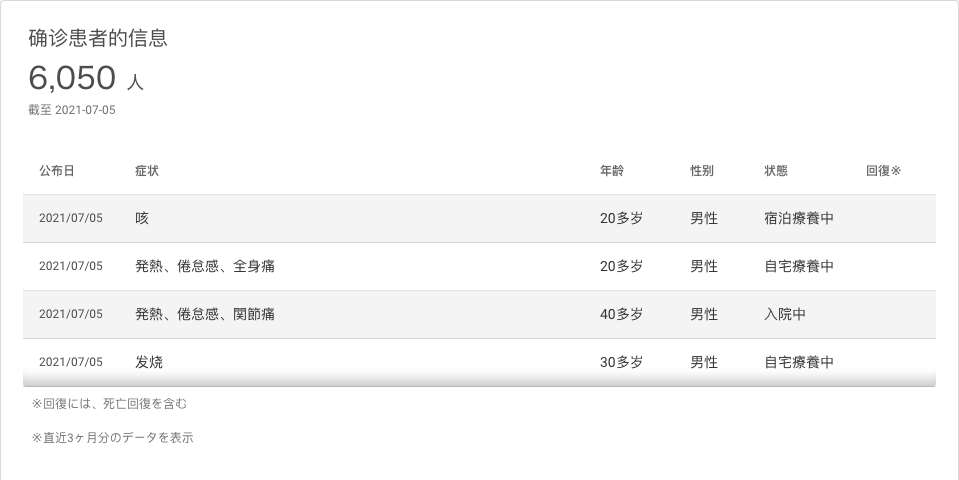 确诊患者的信息
6,050 人
截至 2021-07-05
公布日 症状 年齢 性别 状態 回復※
2021/07/05 咳 20多岁 男性 宿泊療養中
2021/07/05 発熱、倦怠感、全身痛 20多岁 男性 自宅療養中
2021/07/05 発熱、倦怠感、関節痛 40多岁 男性 入院中
2021/07/05 发烧 30多岁 男性 自宅療養中
※回復には、死亡回復を含む
※直近3ヶ月分のデータを表示